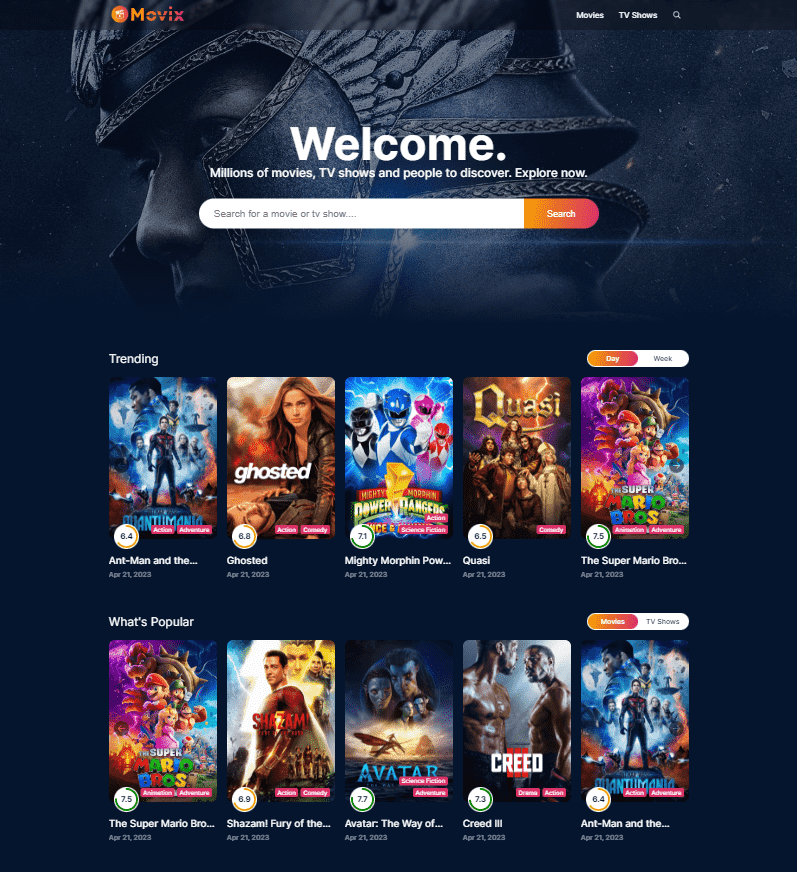 Movix
Movies TV Shows
Welcome.
Millions of movies, TV shows and people to discover. Explore now.
Search for a movie or tv show....
Search
Trending
Day Week
QUANTUMANIA
6.4
Action Adventure
Ant-Man and the...
Apr 21, 2023
ghosted
6.8
Action Comedy
Ghosted
Apr 21, 2023
MIGHTY MORPHIN
POWER RANGERS
ONCE &
7.1
Action
Science Fiction
Mighty Morphin Pow...
Apr 21, 2023
Quasi
6.5
Comedy
Quasi
Apr 21, 2023
THE SUPER
MARIO
BROS
7.5
Animation Adventure
The Super Mario Bro...
Apr 21, 2023
What's Popular
Movies TV Shows
THE SUPER
MARIO
BROS
7.5
Animation Adventure
The Super Mario Bro...
Apr 21, 2023
SHAZAM!
6.9
Action Comedy
Shazam! Fury of the...
Apr 21, 2023
AVATAR
7.7
Science Fiction
Adventure
Avatar: The Way of...
Apr 21, 2023
CREED
III
7.3
Drama Action
Creed III
Apr 21, 2023
QUANTUMANIA
6.4
Action Adventure
Ant-Man and the...
Apr 21, 2023